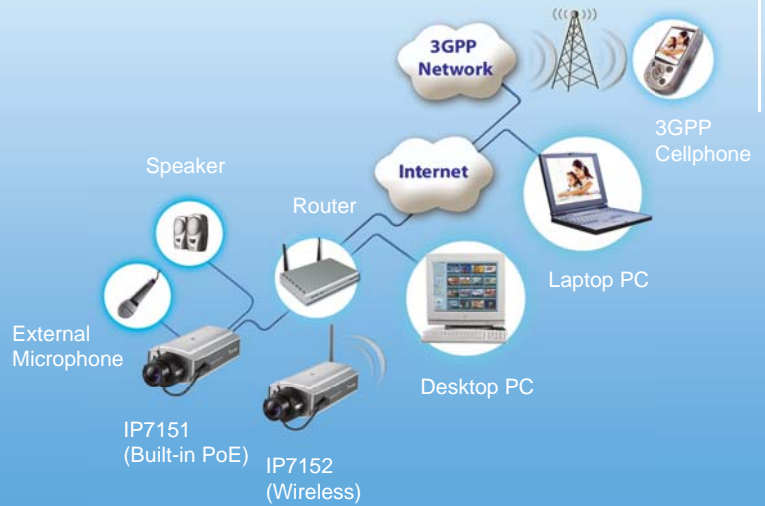 3GPP
Network
3GPP
Cellphone
Internet
Speaker
Router
Laptop PC
External
Microphone
Desktop PC
IP7151
(Built-in PoE)
IP7152
(Wireless)